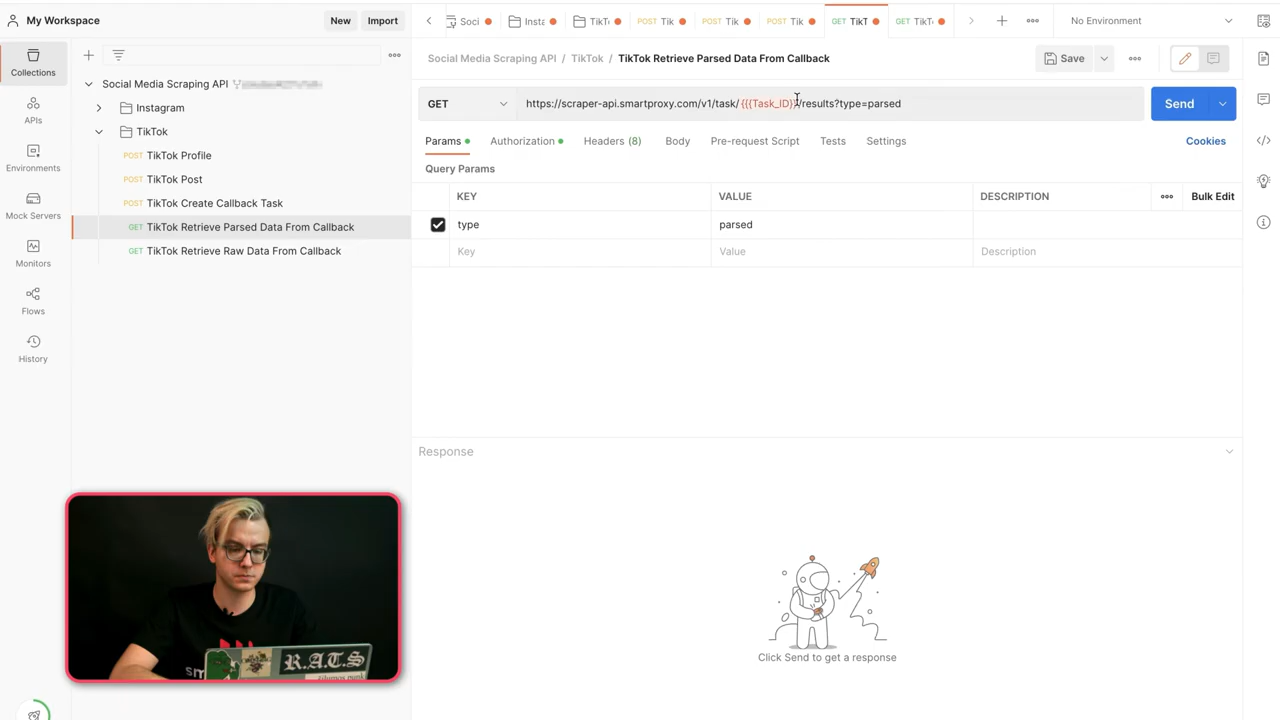 My Workspace
New
Import
Soci
Insta
TikTo
POST Tik
POST Tik
POST Tik
GET TikT
GET TikTo
No Environment
Collections
APIs
Environments
Mock Servers
Monitors
Flows
History
Social Media Scraping API
Instagram
TikTok
POST TikTok Profile
POST TikTok Post
POST TikTok Create Callback Task
GET TikTok Retrieve Parsed Data From Callback
GET TikTok Retrieve Raw Data From Callback
Social Media Scraping API / TikTok / TikTok Retrieve Parsed Data From Callback
Save
GET
https://scraper-api.smartproxy.com/v1/task/{{{Task_ID}}/results?type=parsed
Send
Params
Authorization
Headers (8)
Body
Pre-request Script
Tests
Settings
Cookies
Query Params
KEY
VALUE
DESCRIPTION
Bulk Edit
type
parsed
Key
Value
Description
Response
Click Send to get a response
R.A.T.S